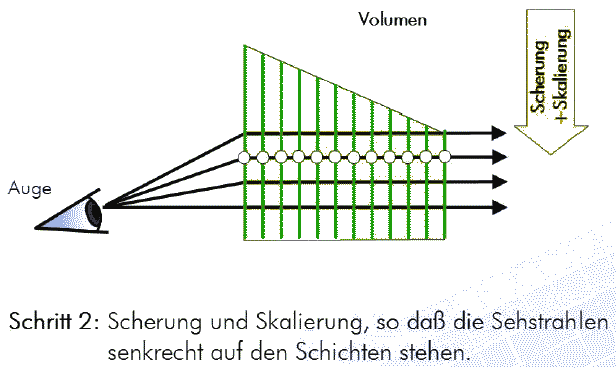 Volumen
Scherung
+Skalierung
Auge
Schritt 2: Scherung und Skalierung, so daß die Sehstrahlen
senkrecht auf den Schichten stehen.